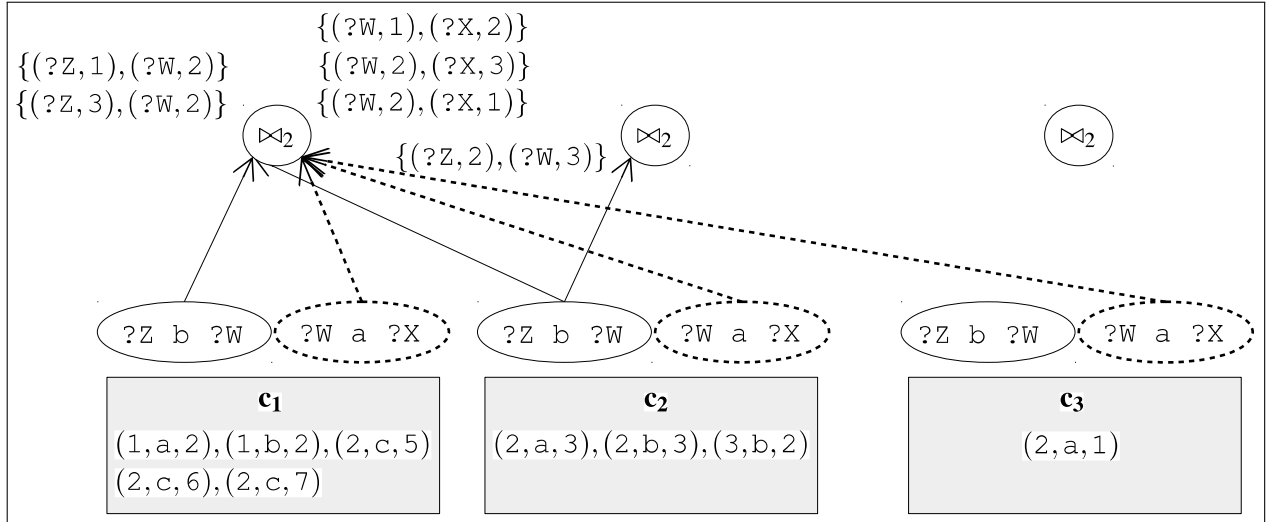 {(?W,1),(?X,2)}
{(?Z,1),(?W,2)} {(?W,2),(?X,3)}
{(?Z,3),(?W,2)} {(?W,2),(?X,1)}
⋈2 ⋈2 ⋈2
{(?Z,2),(?W,3)}
?Z b ?W ?W a ?X ?Z b ?W ?W a ?X ?Z b ?W ?W a ?X
c1 c2 c3
(1,a,2),(1,b,2),(2,c,5) (2,a,3),(2,b,3),(3,b,2) (2,a,1)
(2,c,6),(2,c,7)